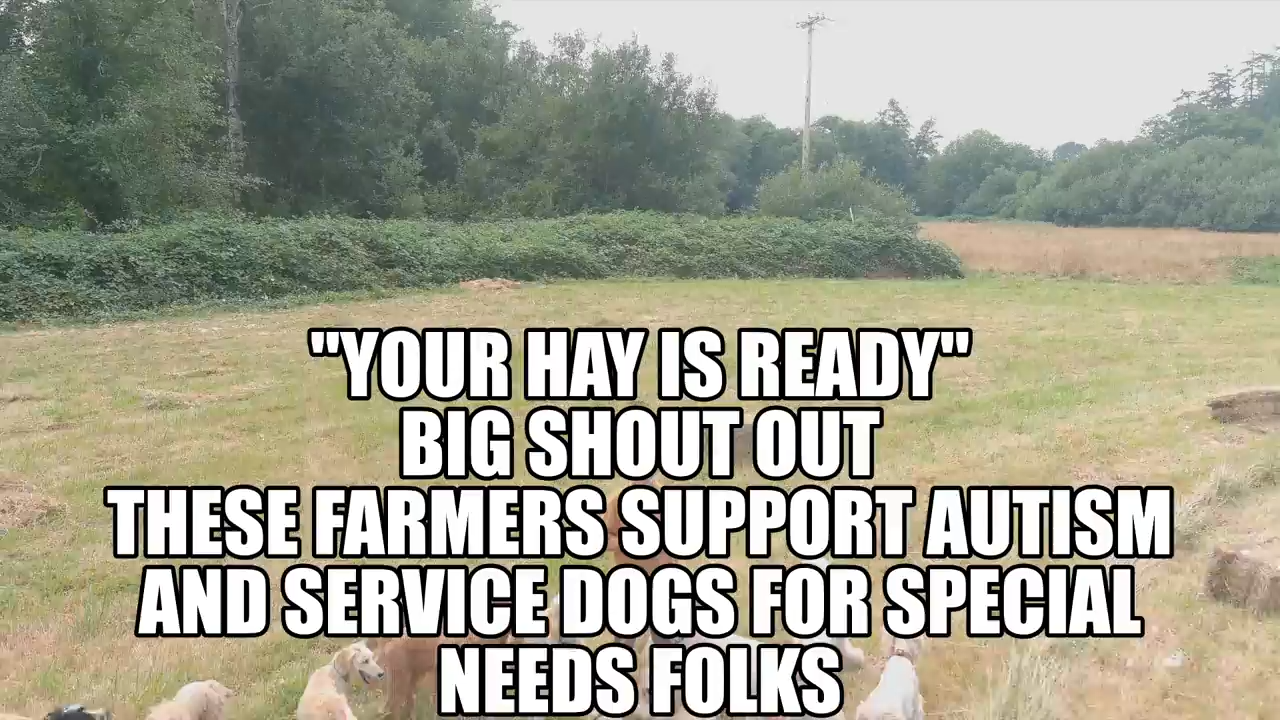 "YOUR HAY IS READY"
BIG SHOUT OUT
THESE FARMERS SUPPORT AUTISM
AND SERVICE DOGS FOR SPECIAL
NEEDS FOLKS